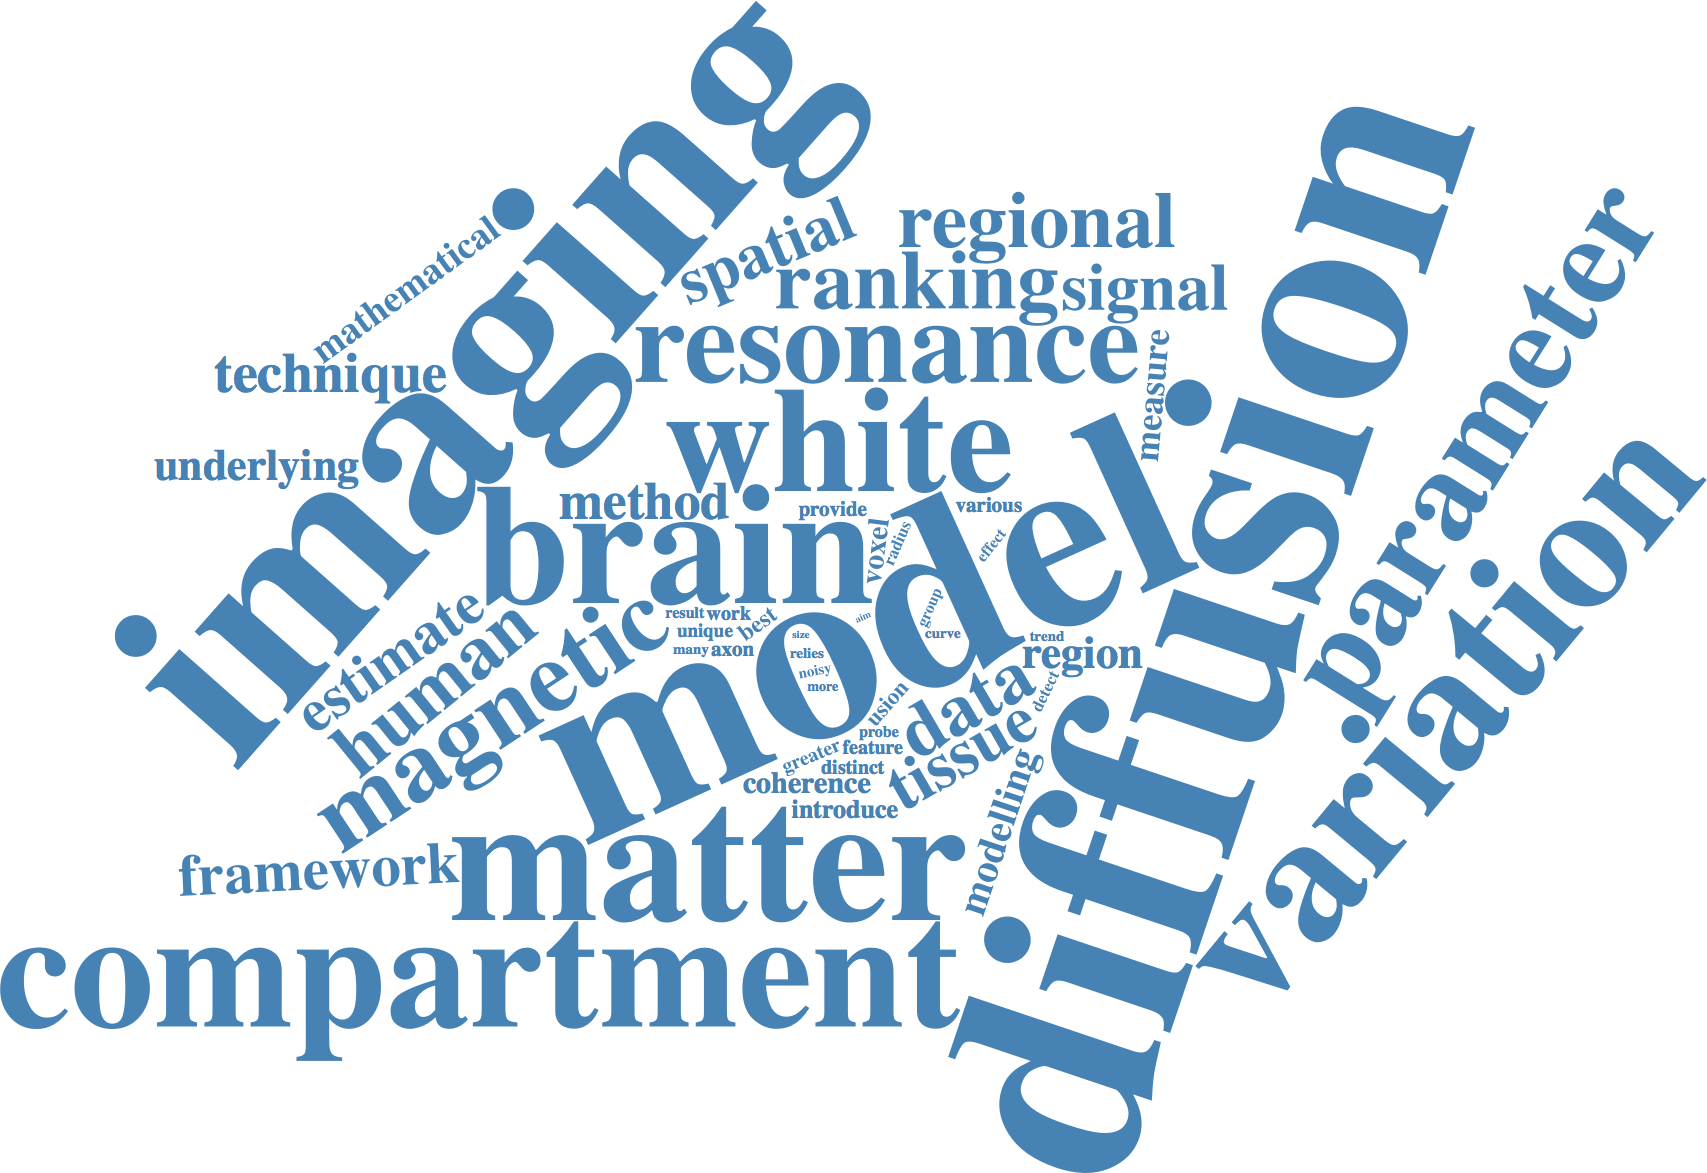 imaging
mathematical
spatial
regional
ranking
signal
technique
resonance
measure
diffusion
parameter
variation
underlying
white
method
brain
provide
various
voxel
radius
effect
model
estimate
human
magnetic
result
work
unique
best
many
axon
size
relies
noisy
more
aim
group
curve
trend
region
detect
usion
data
probe
feature
tissue
greater
distinct
coherence
introduce
modelling
framework
matter
compartment